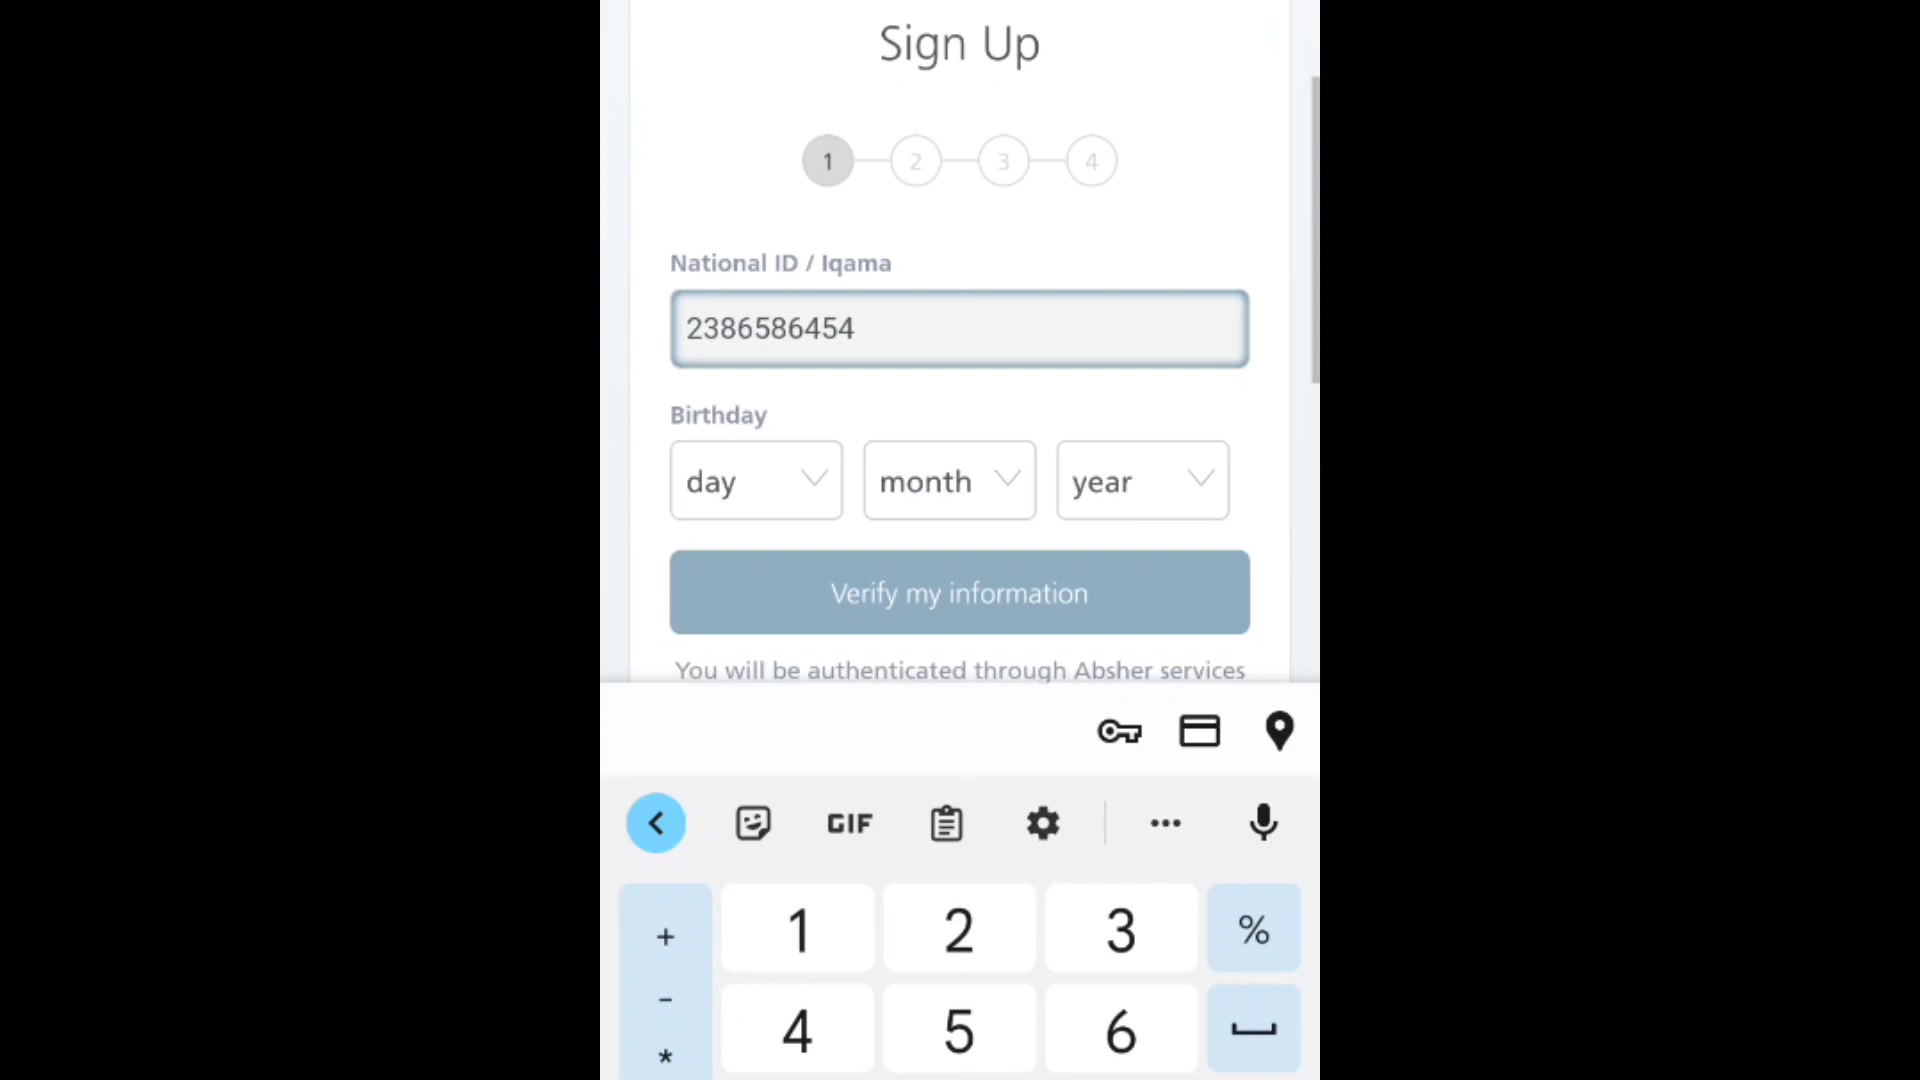 Sign Up
1 2 3 4
National ID / Iqama
2386586454
Birthday
day month year
Verify my information
You will be authenticated through Absher services
GIF
+ 1 2 3 %
- 4 5 6
*